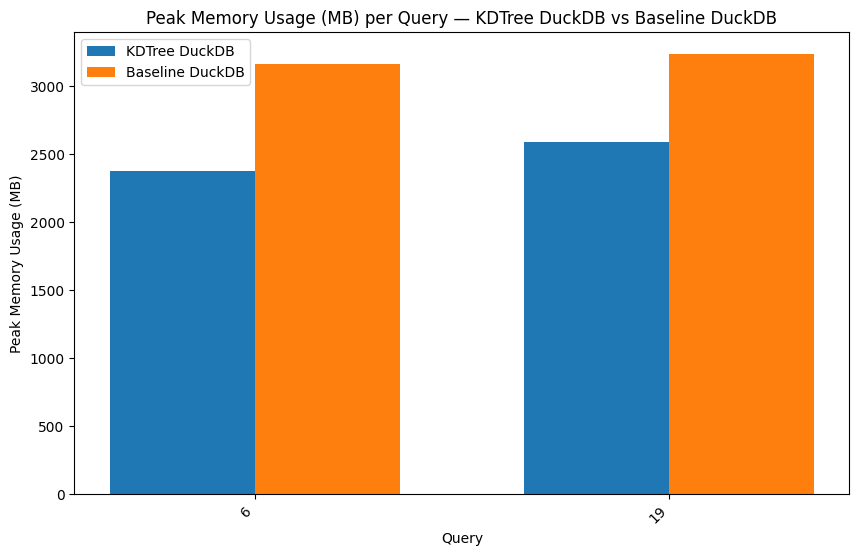 Peak Memory Usage (MB) per Query — KDTree DuckDB vs Baseline DuckDB
KDTree DuckDB
Baseline DuckDB
Peak Memory Usage (MB)
3000
2500
2000
1500
1000
500
0
6
19
Query